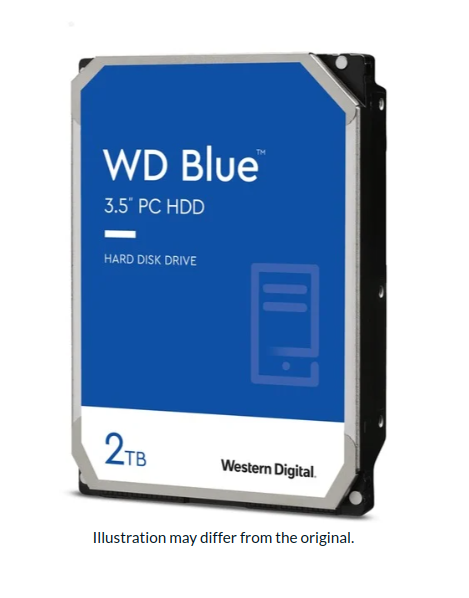 WD Blue™
3.5" PC HDD
HARD DISK DRIVE
2TB
Western Digital.
Illustration may differ from the original.